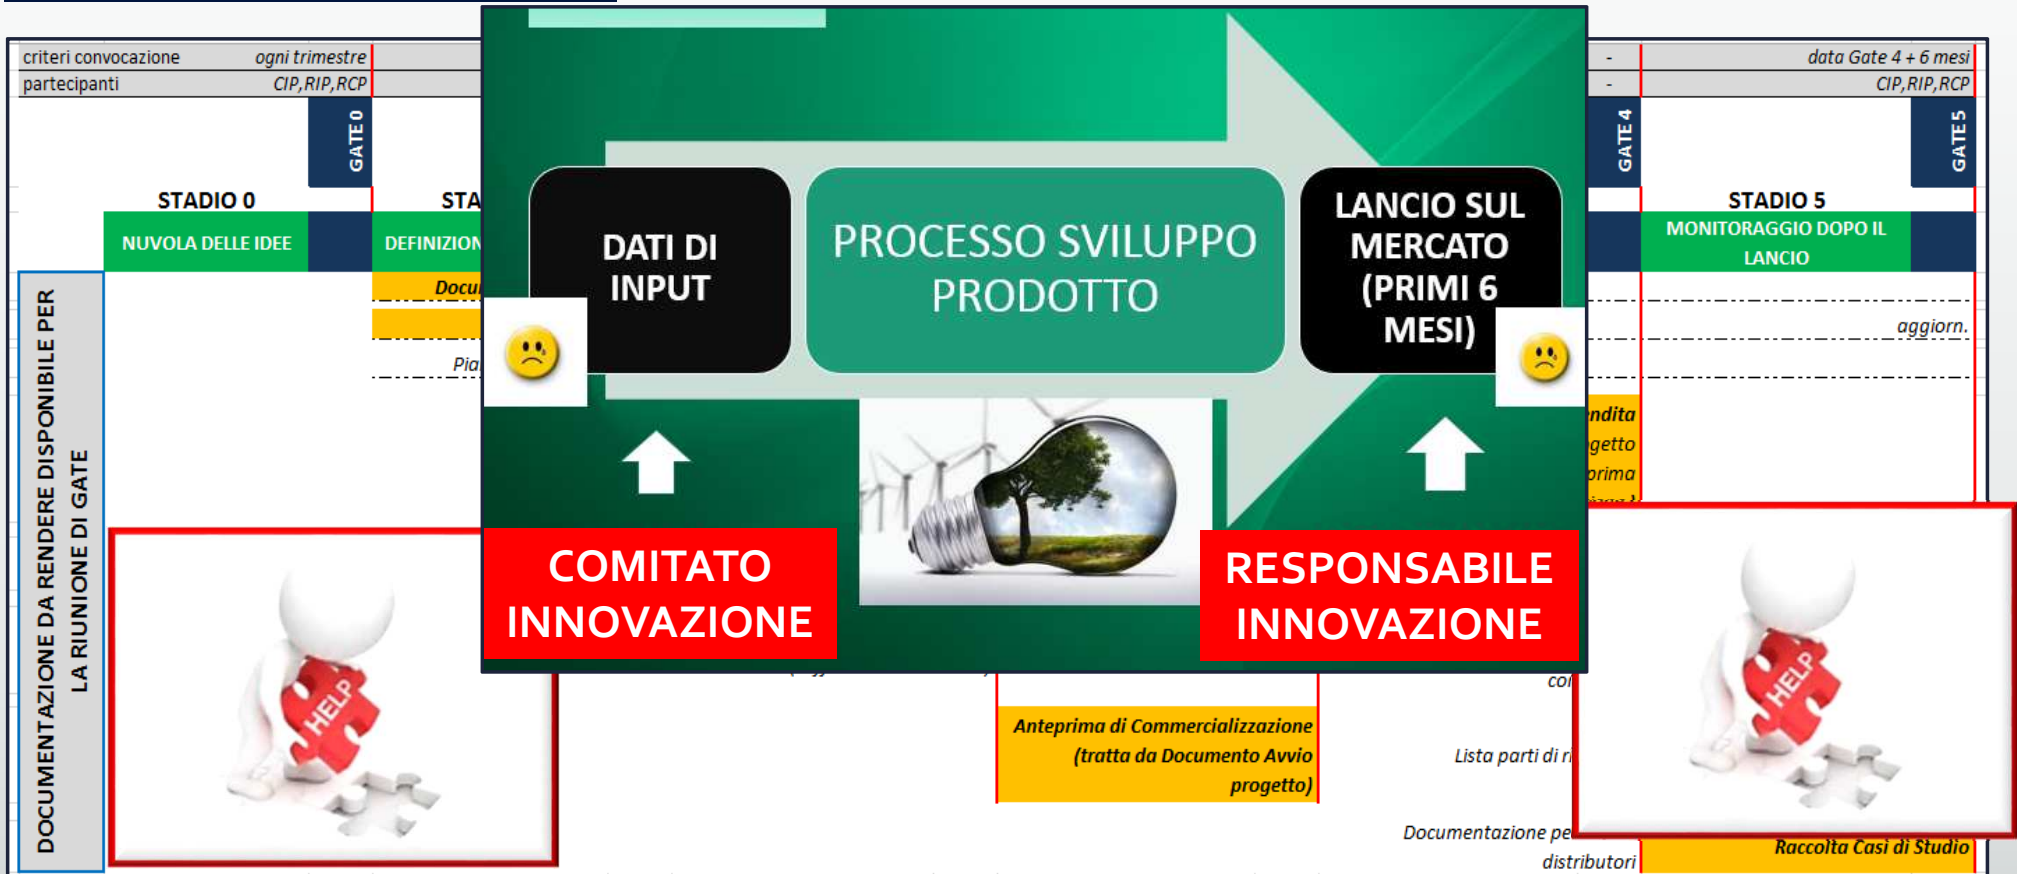 criteri convocazione
ogni trimestre
-
data Gate 4 + 6 mesi
partecipanti
CIP,RIP,RCP
-
CIP,RIP,RCP
GATE 0
GATE 4
GATE 5
STADIO 0
STADIO 5
NUVOLA DELLE IDEE
MONITORAGGIO DOPO IL
LANCIO
aggiorn.
DOCUMENTAZIONE DA RENDERE DISPONIBILE PER
LA RIUNIONE DI GATE
DATI DI
INPUT
PROCESSO SVILUPPO
PRODOTTO
LANCIO SUL
MERCATO
(PRIMI 6
MESI)
COMITATO
INNOVAZIONE
RESPONSABILE
INNOVAZIONE
HELP
HELP
Anteprima di Commercializzazione
(tratta da Documento Avvio
progetto)
Lista parti di
Documentazione
distributori
Raccolta Casi di Studio